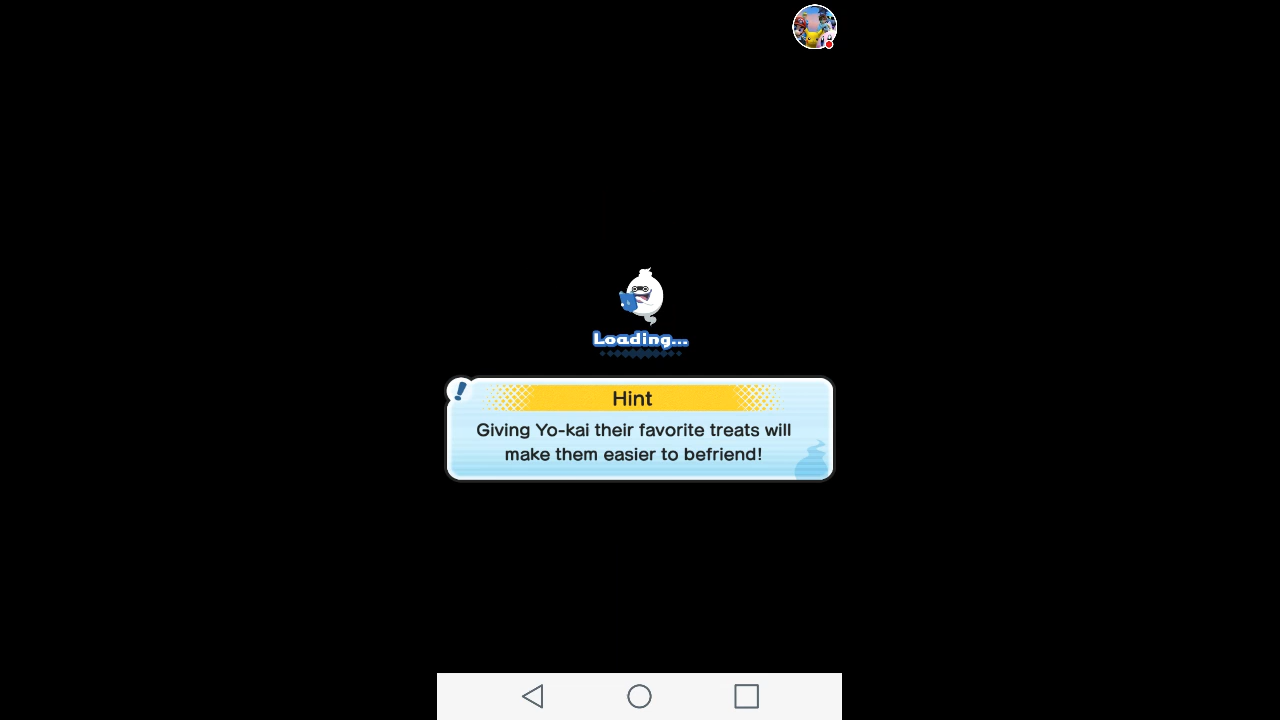 Loading...
!
Hint
Giving Yo-kai their favorite treats will
make them easier to befriend!